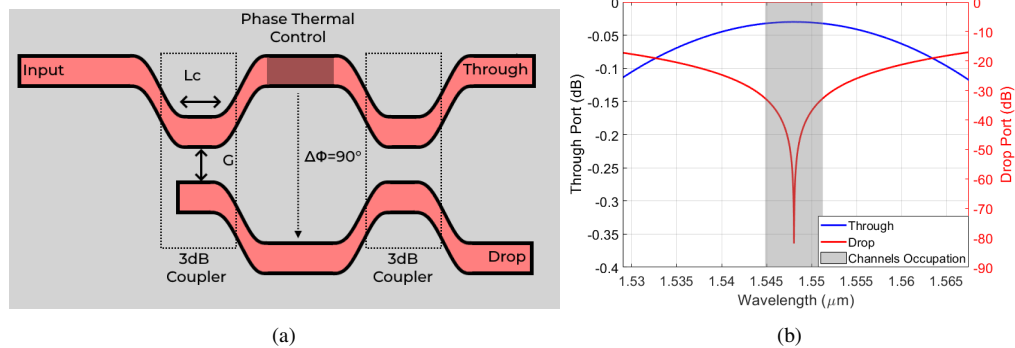 Phase Thermal
Control
Input
Lc
Through
G
ΔΦ=90°
3dB
Coupler
3dB
Coupler
Drop
(a)
Through Port (dB)
0
-0.05
-0.1
-0.15
-0.2
-0.25
-0.3
-0.35
-0.4
0
-10
-20
-30
-40
-50
-60
-70
-80
-90
Drop Port (dB)
Through
Drop
Channels Occupation
1.53 1.535 1.54 1.545 1.55 1.555 1.56 1.565
Wavelength (μm)
(b)